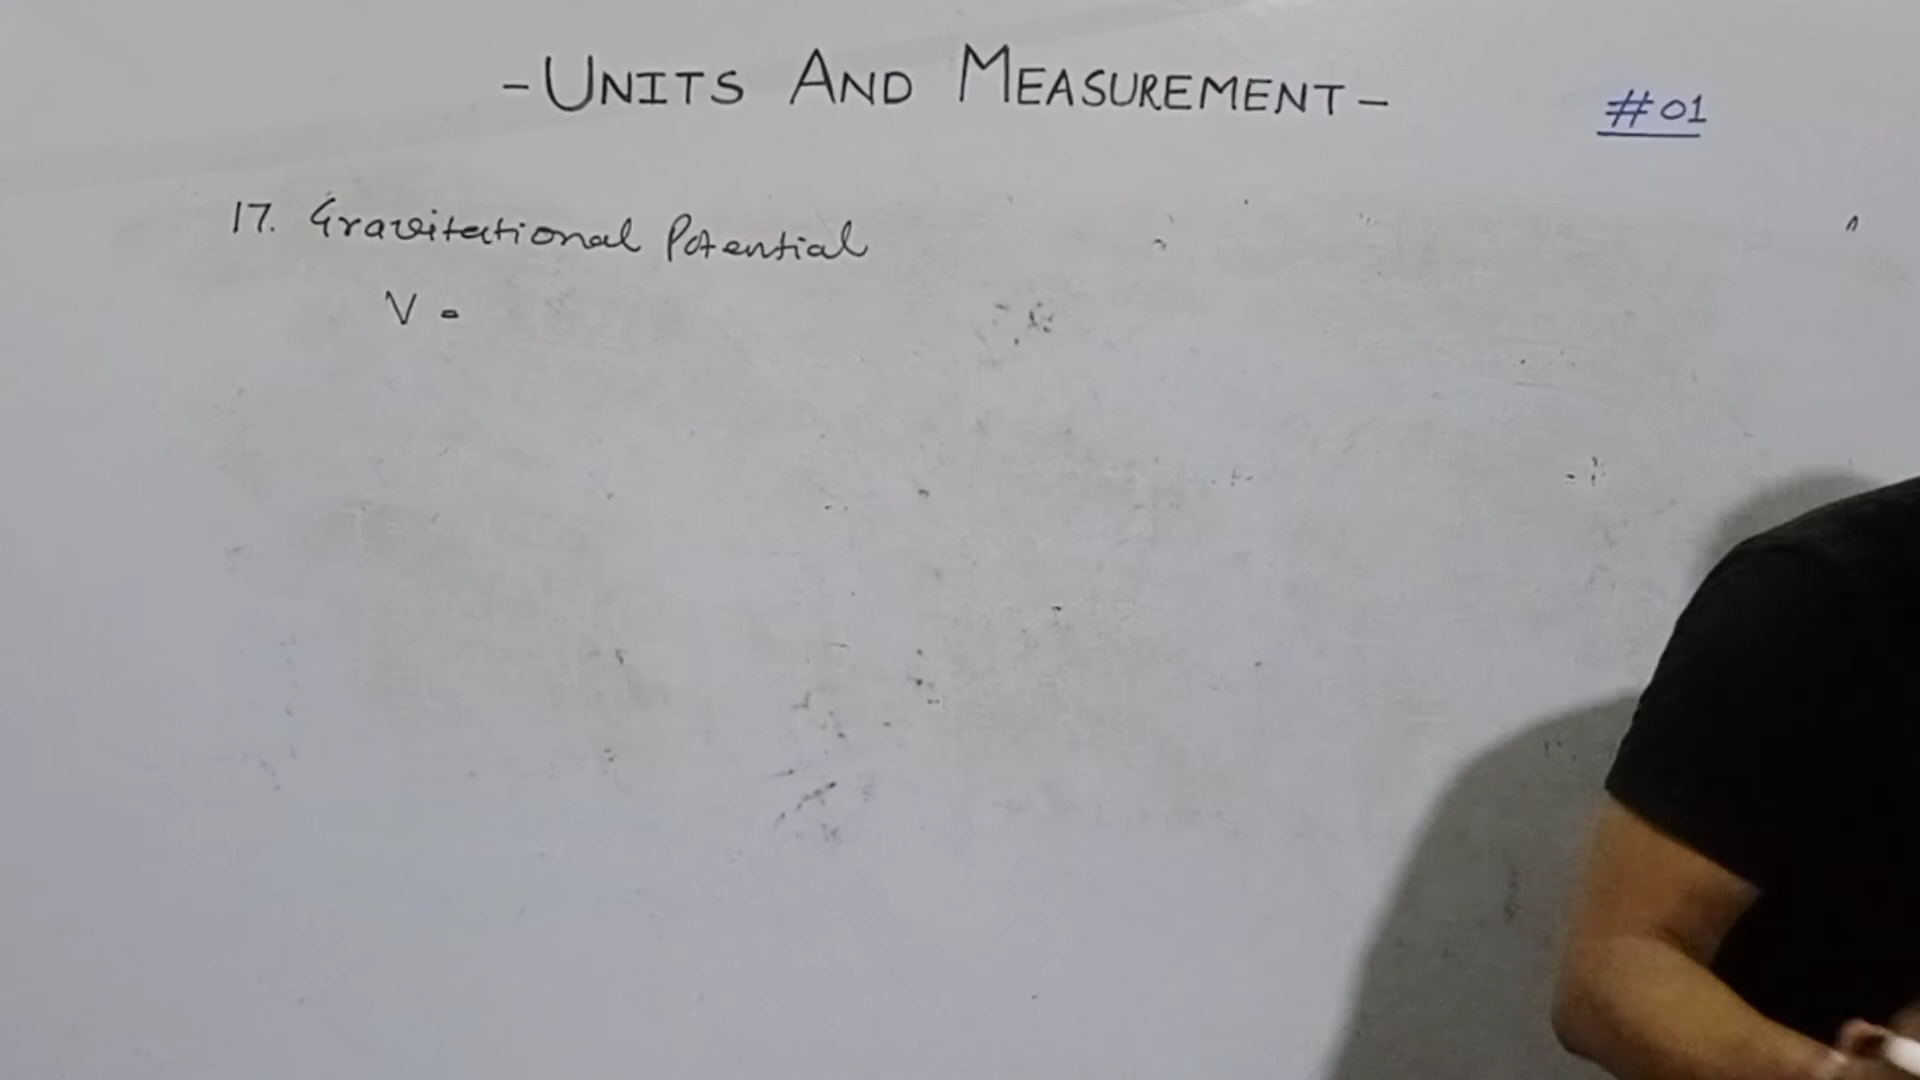 - UNITS AND MEASUREMENT -
#01
17. Gravitational Potential
V =